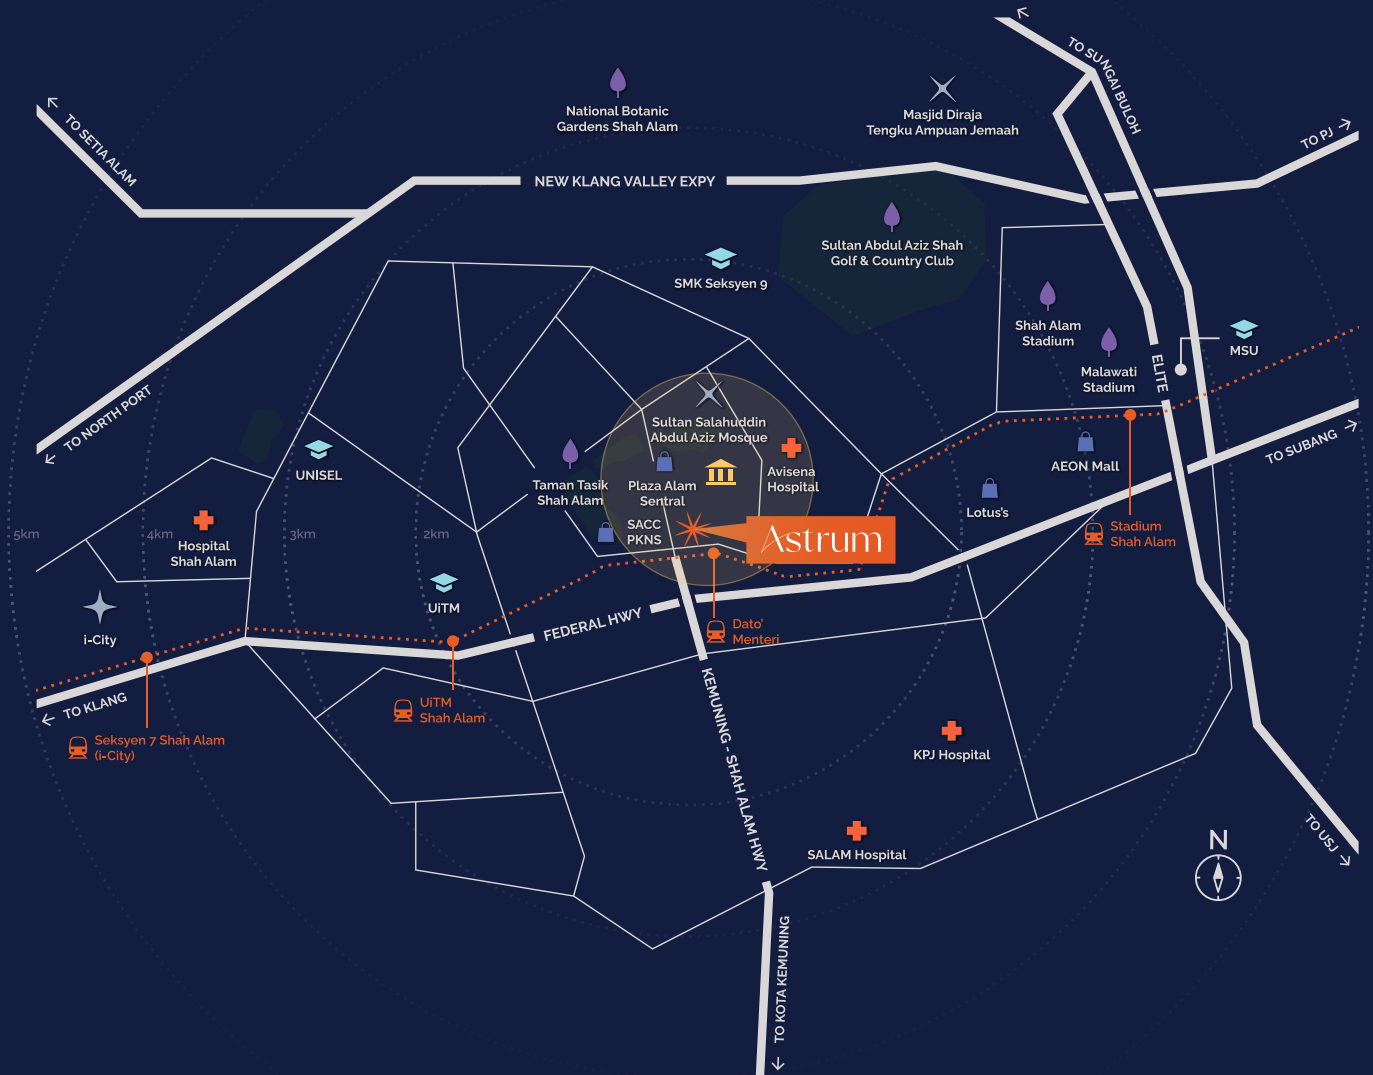 TO SUNGAI BULOH
National Botanic
Gardens Shah Alam
Masjid Diraja
Tengku Ampuan Jemaah
TO SETIA ALAM
TO PJ
NEW KLANG VALLEY EXPY
Sultan Abdul Aziz Shah
Golf & Country Club
SMK Seksyen 9
Shah Alam
Stadium
MSU
Malawati
Stadium
ELITE
TO NORTH PORT
Sultan Salahuddin
Abdul Aziz Mosque
TO SUBANG
UNISEL
AEON Mall
Avisena
Hospital
Taman Tasik
Shah Alam
Plaza Alam
Sentral
Lotus's
5km
4km
3km
2km
SACC
PKNS
Astrum
Stadium
Shah Alam
Hospital
Shah Alam
UiTM
i-City
FEDERAL HWY
Dato'
Menteri
TO KLANG
UiTM
Shah Alam
Seksyen 7 Shah Alam
(i-City)
KEMUNING - SHAH ALAM HWY
KPJ Hospital
SALAM Hospital
TO USJ
N
TO KOTA KEMUNING